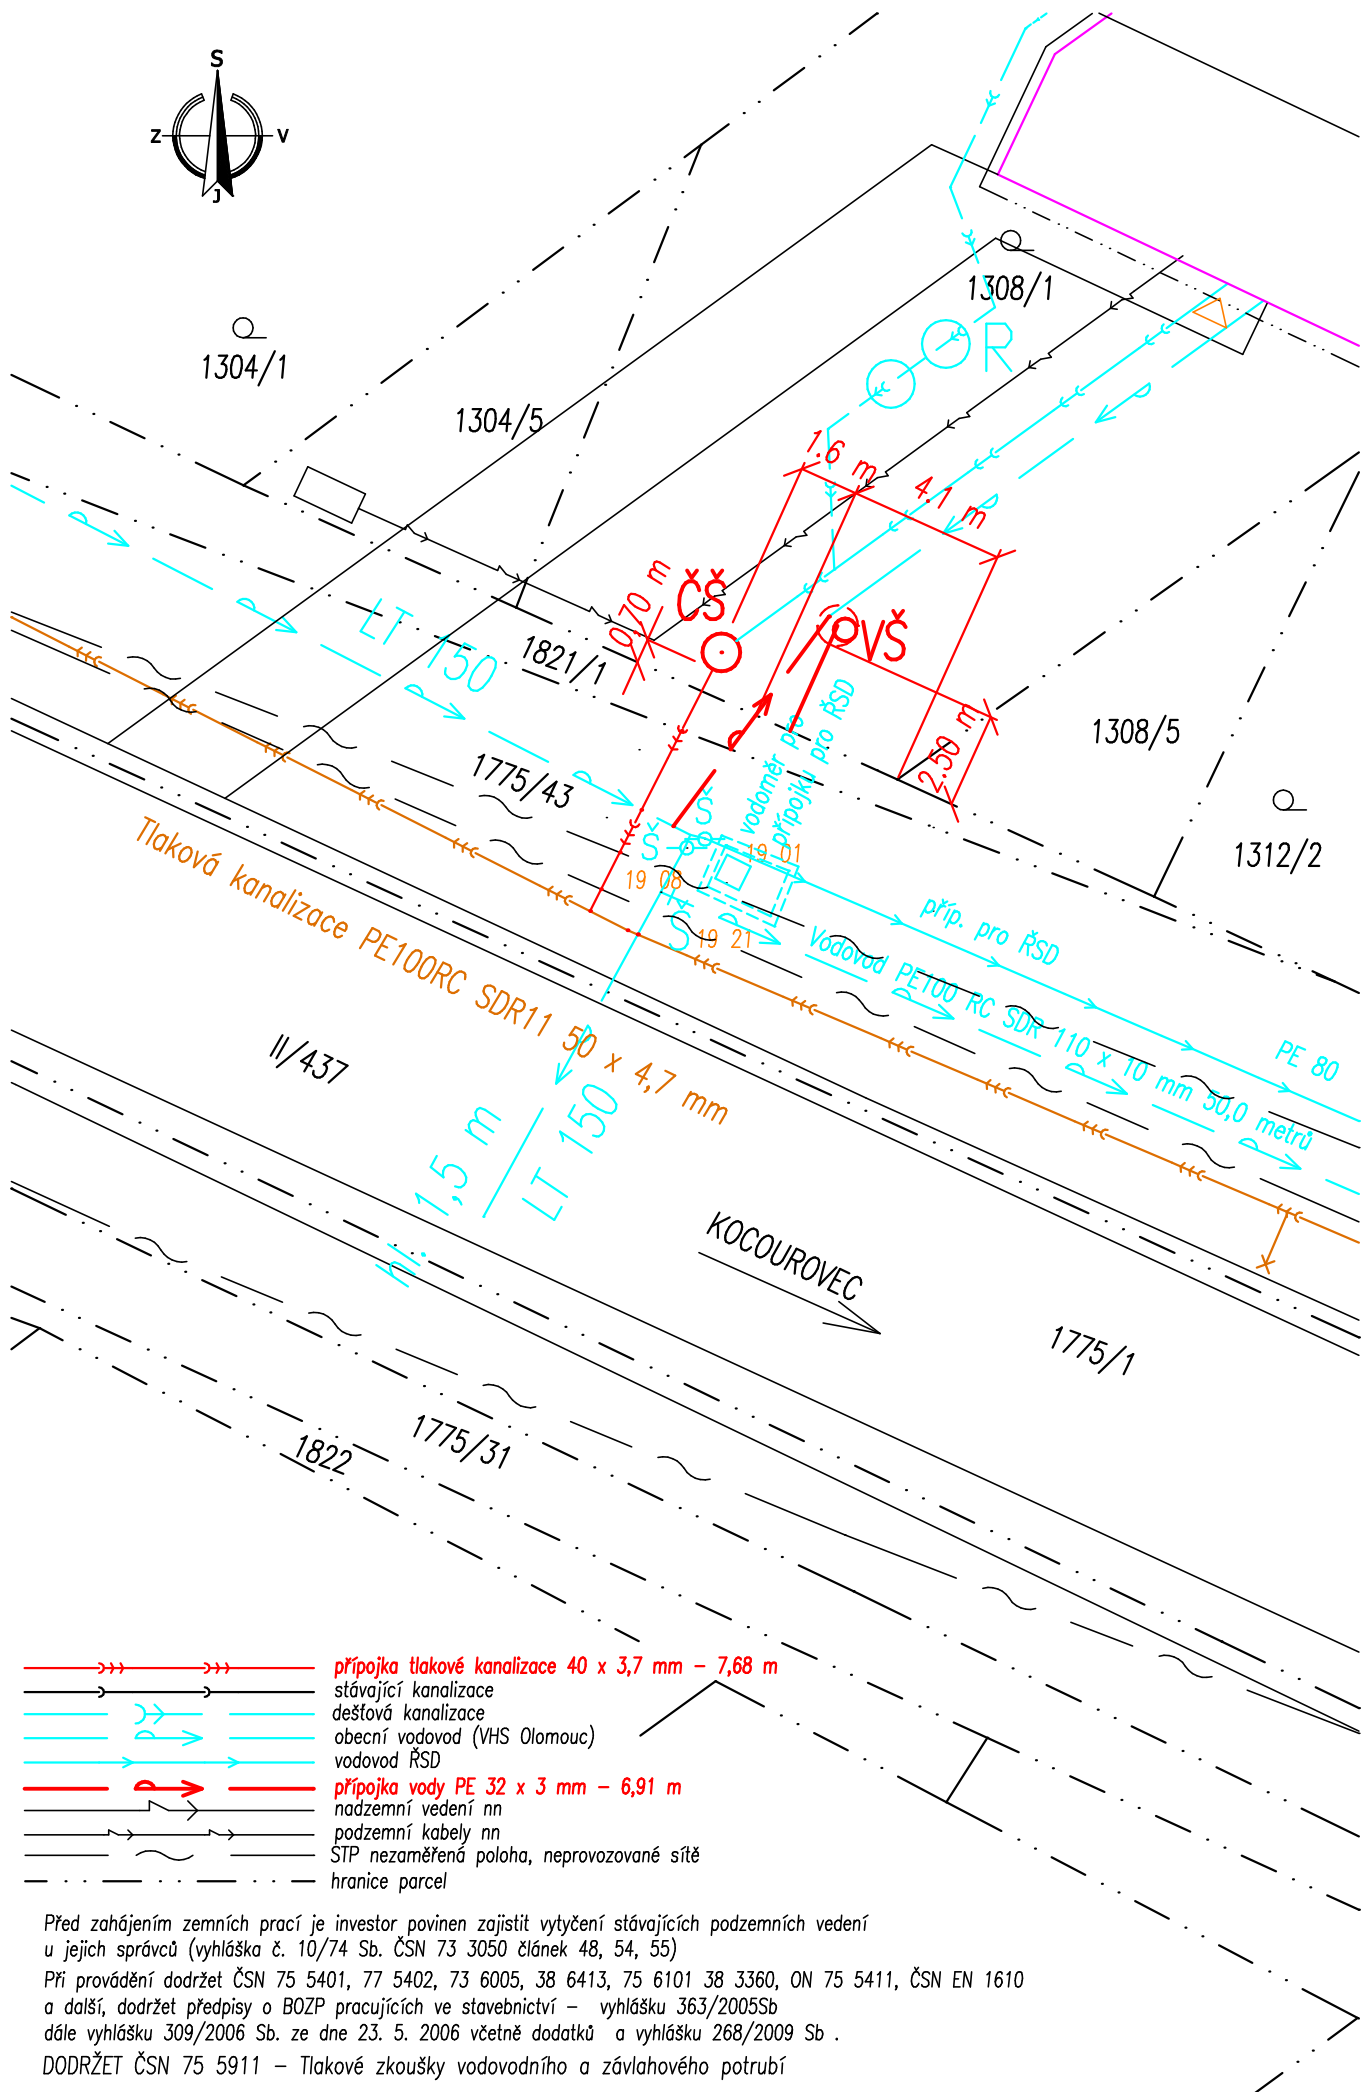 S
Z
V
J
1308/1
1304/1
R
1304/5
1.6 m
4.1 m
0,70 m
ČŠ
VŠ
LT 150
1821/1
1308/5
vodoměr pro
přípojku pro ŘSD
2.50 m
1775/43
Š
Š
19 01
19 08
1312/2
Tlaková kanalizace PE100RC SDR11 50 x 4,7 mm
Š
19 21
příp. pro ŘSD
Vodovod PE100 RC SDR 110 x 10 mm 50,0 metrů
PE 80
II/437
hl. 1,5 m
LT 150
KOCOUROVEC
1775/1
1775/31
1822
přípojka tlakové kanalizace 40 x 3,7 mm – 7,68 m
stávající kanalizace
dešťová kanalizace
obecní vodovod (VHS Olomouc)
vodovod ŘSD
přípojka vody PE 32 x 3 mm – 6,91 m
nadzemní vedení nn
podzemní kabely nn
STP nezaměřená poloha, neprovozované sítě
hranice parcel
Před zahájením zemních prací je investor povinen zajistit vytyčení stávajících podzemních vedení
u jejich správců (vyhláška č. 10/74 Sb. ČSN 73 3050 článek 48, 54, 55)
Při provádění dodržet ČSN 75 5401, 77 5402, 73 6005, 38 6413, 75 6101 38 3360, ON 75 5411, ČSN EN 1610
a další, dodržet předpisy o BOZP pracujících ve stavebnictví – vyhlášku 363/2005Sb
dále vyhlášku 309/2006 Sb. ze dne 23. 5. 2006 včetně dodatků a vyhlášku 268/2009 Sb .
DODRŽET ČSN 75 5911 – Tlakové zkoušky vodovodního a závlahového potrubí